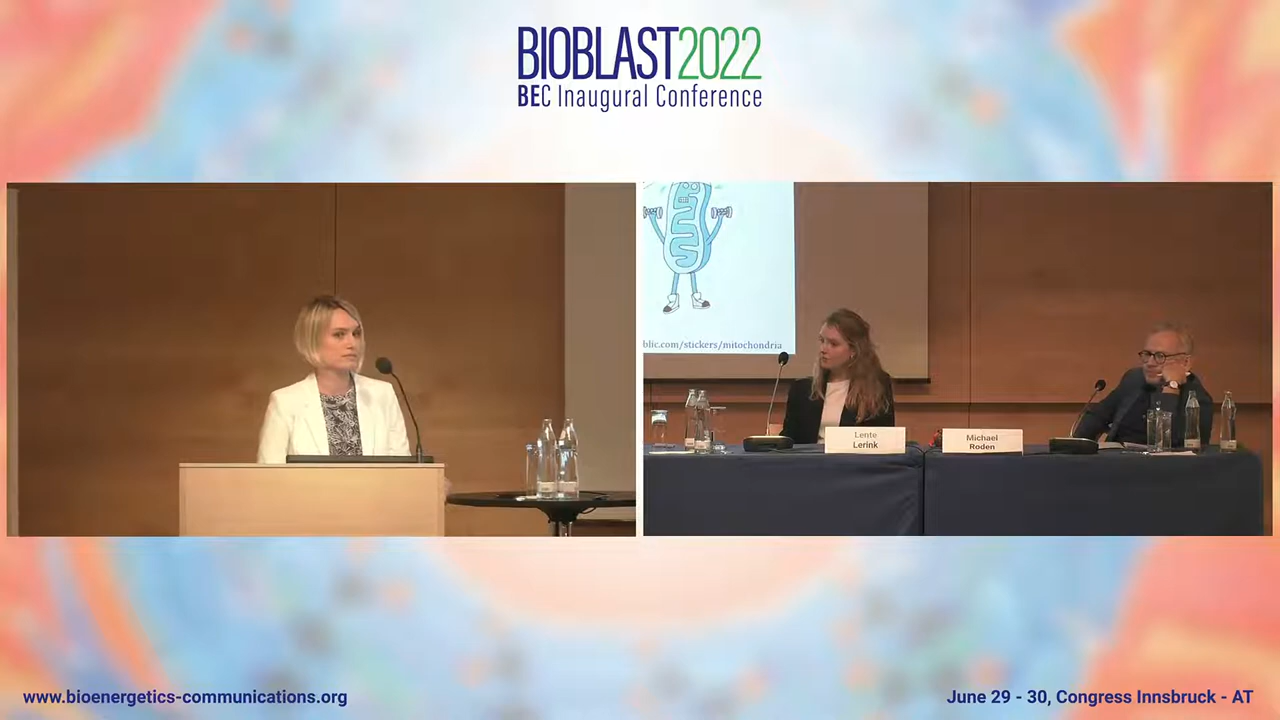 BIOBLAST2022
BEC Inaugural Conference
blic.com/stickers/mitochondria
Lente
Lerink
Michael
Roden
www.bioenergetics-communications.org
June 29 - 30, Congress Innsbruck - AT